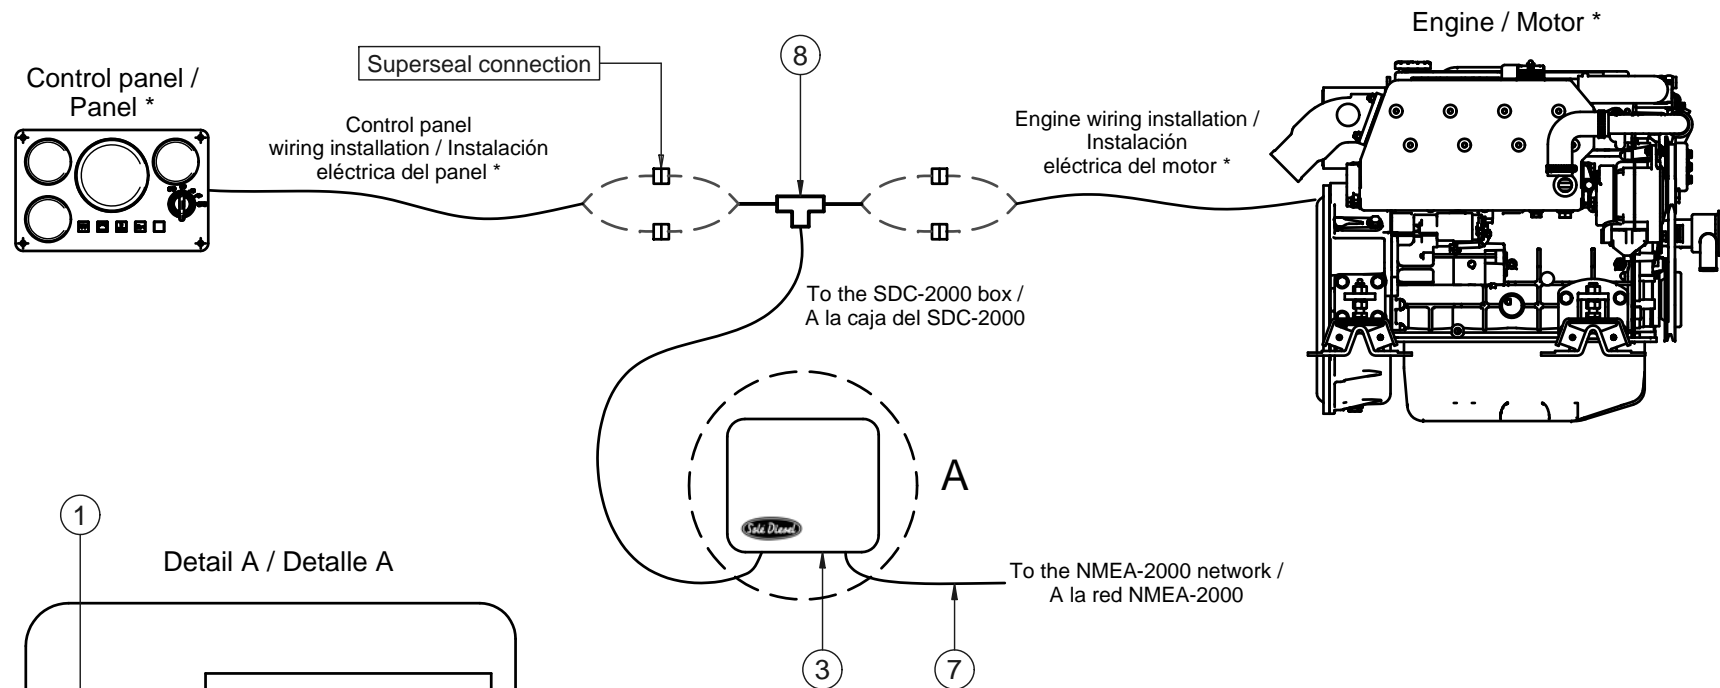 Engine / Motor *
8
Superseal connection
Control panel /
Panel *
Control panel
wiring installation / Instalación
eléctrica del panel *
Engine wiring installation /
Instalación
eléctrica del motor *
To the SDC-2000 box /
A la caja del SDC-2000
A
1
Solé Diesel
Detail A / Detalle A
To the NMEA-2000 network /
A la red NMEA-2000
3
7